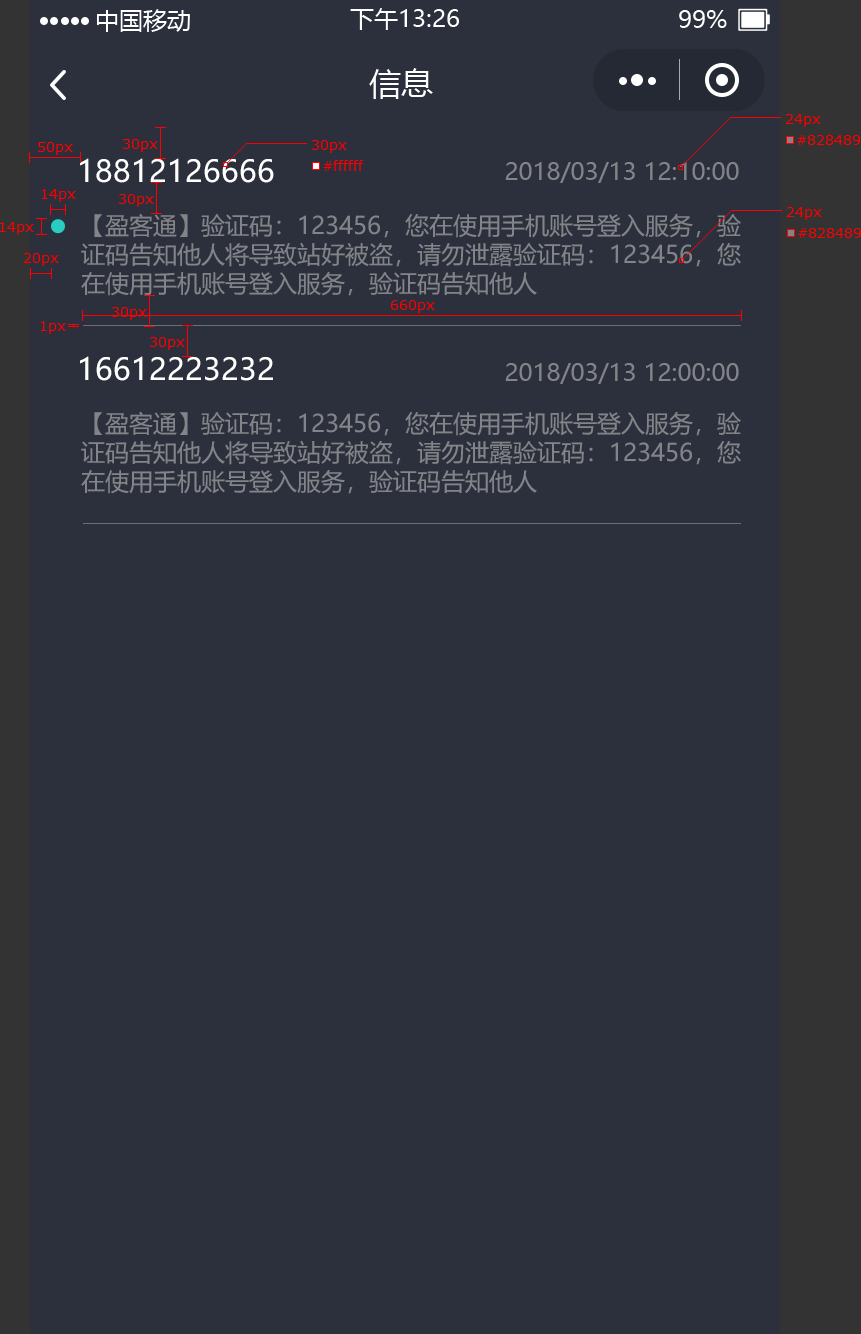 中国移动 下午13:26 99%
信息
24px
#828489
50px 30px 30px
18812126666 #ffffff 2018/03/13 12:10:00
14px 30px
24px
14px 【盈客通】验证码：123456，您在使用手机账号登入服务，验
#828489
证码告知他人将导致站好被盗，请勿泄露验证码：123456，您
20px
在使用手机账号登入服务，验证码告知他人
30px 660px
1px
30px
16612223232 2018/03/13 12:00:00
【盈客通】验证码：123456，您在使用手机账号登入服务，验
证码告知他人将导致站好被盗，请勿泄露验证码：123456，您
在使用手机账号登入服务，验证码告知他人